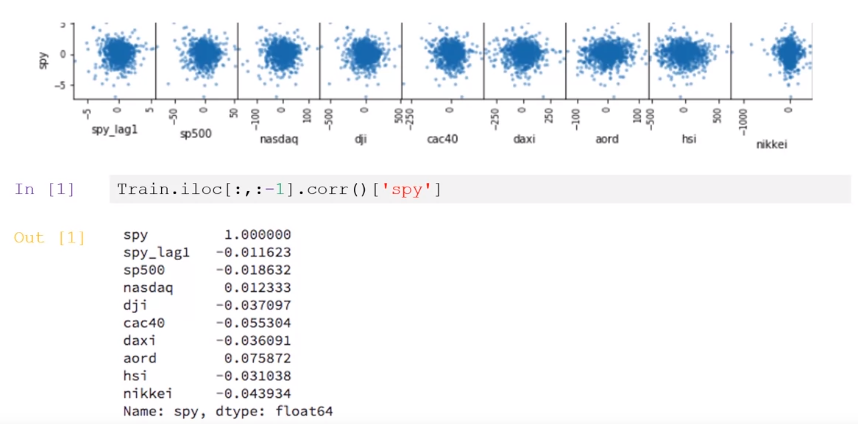 spy
5
0
-5
-5 0 5 -50 0 50 -100 0 100 -500 0 500 -250 0 -250 0 250 -100 0 100 -500 0 500 -1000 0
spy_lag1 sp500 nasdaq dji cac40 daxi aord hsi nikkei
In [1] Train.iloc[:,:-1].corr()['spy']
Out [1] spy 1.000000
spy_lag1 -0.011623
sp500 -0.018632
nasdaq 0.012333
dji -0.037097
cac40 -0.055304
daxi -0.036091
aord 0.075872
hsi -0.031038
nikkei -0.043934
Name: spy, dtype: float64